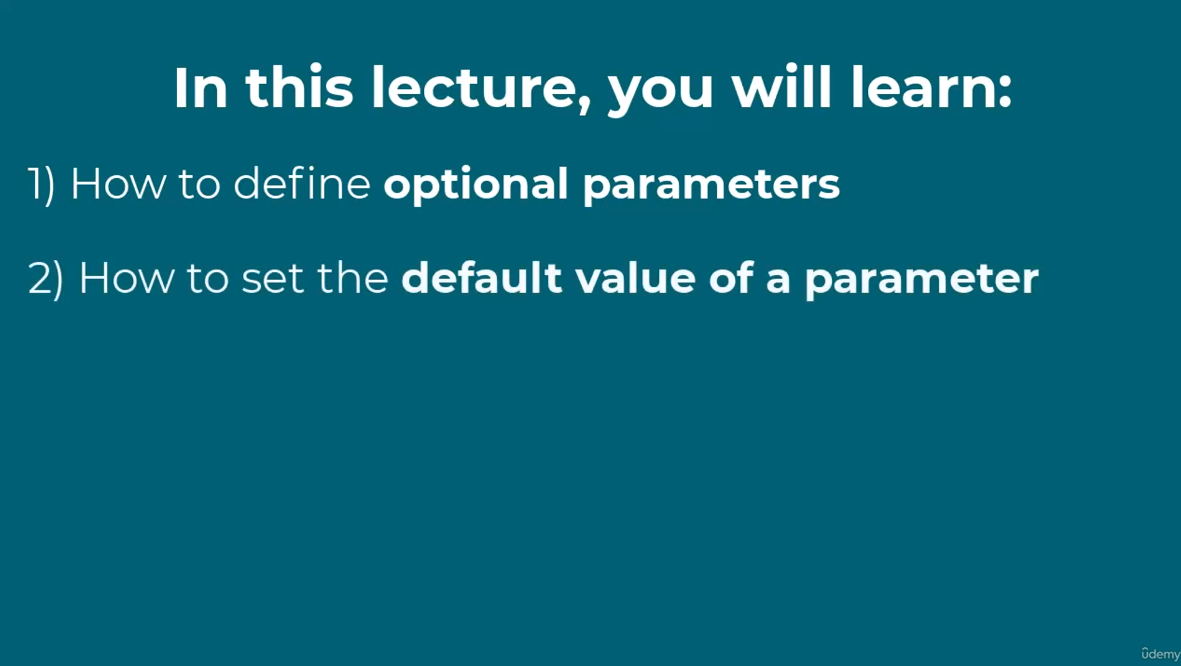 In this lecture, you will learn:
1) How to define optional parameters
2) How to set the default value of a parameter
ûdemy